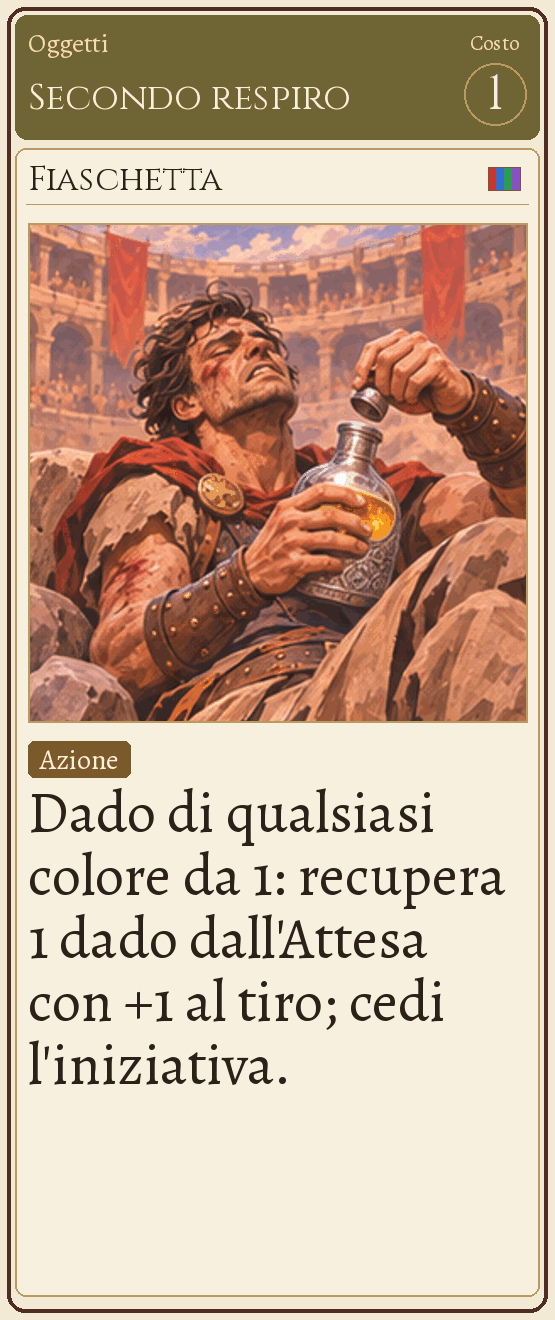 Oggetti
Costo
Secondo respiro
1
Fiaschetta
Azione
Dado di qualsiasi
colore da 1: recupera
1 dado dall'Attesa
con +1 al tiro; cedi
l'iniziativa.